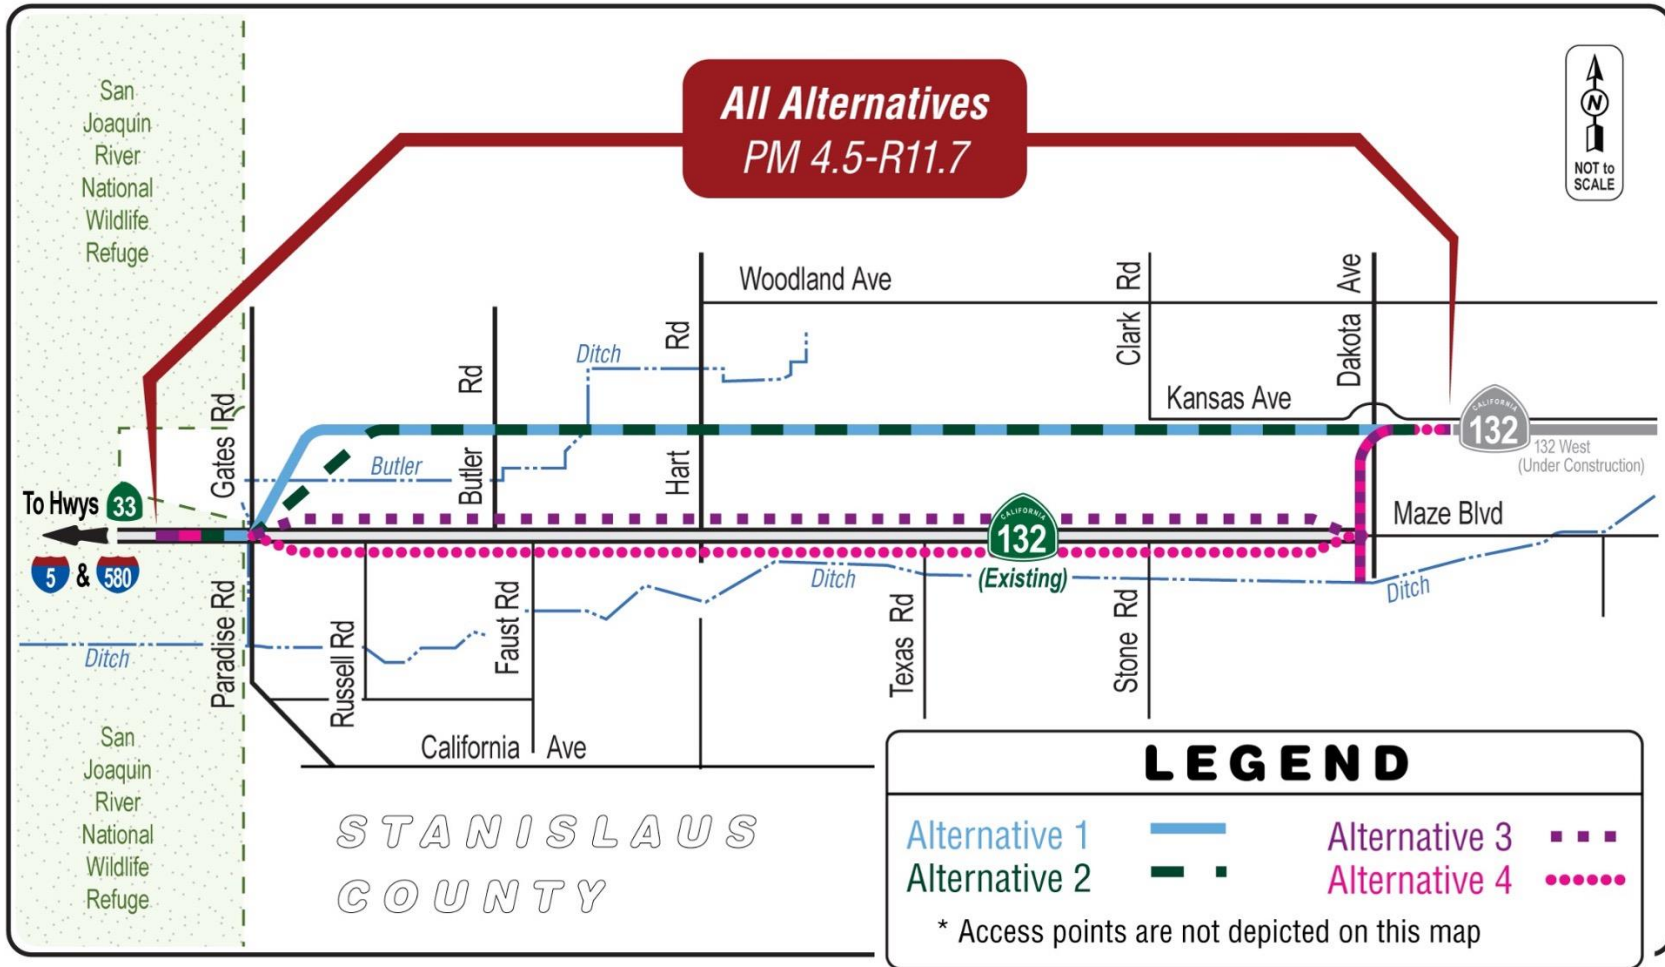 All Alternatives
PM 4.5-R11.7
N
NOT to
SCALE
San
Joaquin
River
National
Wildlife
Refuge
Woodland Ave
Clark Rd
Dakota Ave
Ditch
Hart Rd
Butler Rd
Gates Rd
Kansas Ave
CALIFORNIA
132
132 West
(Under Construction)
Butler
To Hwys 33
5 & 580
Maze Blvd
CALIFORNIA
132
(Existing)
Ditch
Ditch
Ditch
Paradise Rd
Russell Rd
Faust Rd
Texas Rd
Stone Rd
California Ave
San
Joaquin
River
National
Wildlife
Refuge
STANISLAUS
COUNTY
LEGEND
Alternative 1
Alternative 2
Alternative 3
Alternative 4
* Access points are not depicted on this map